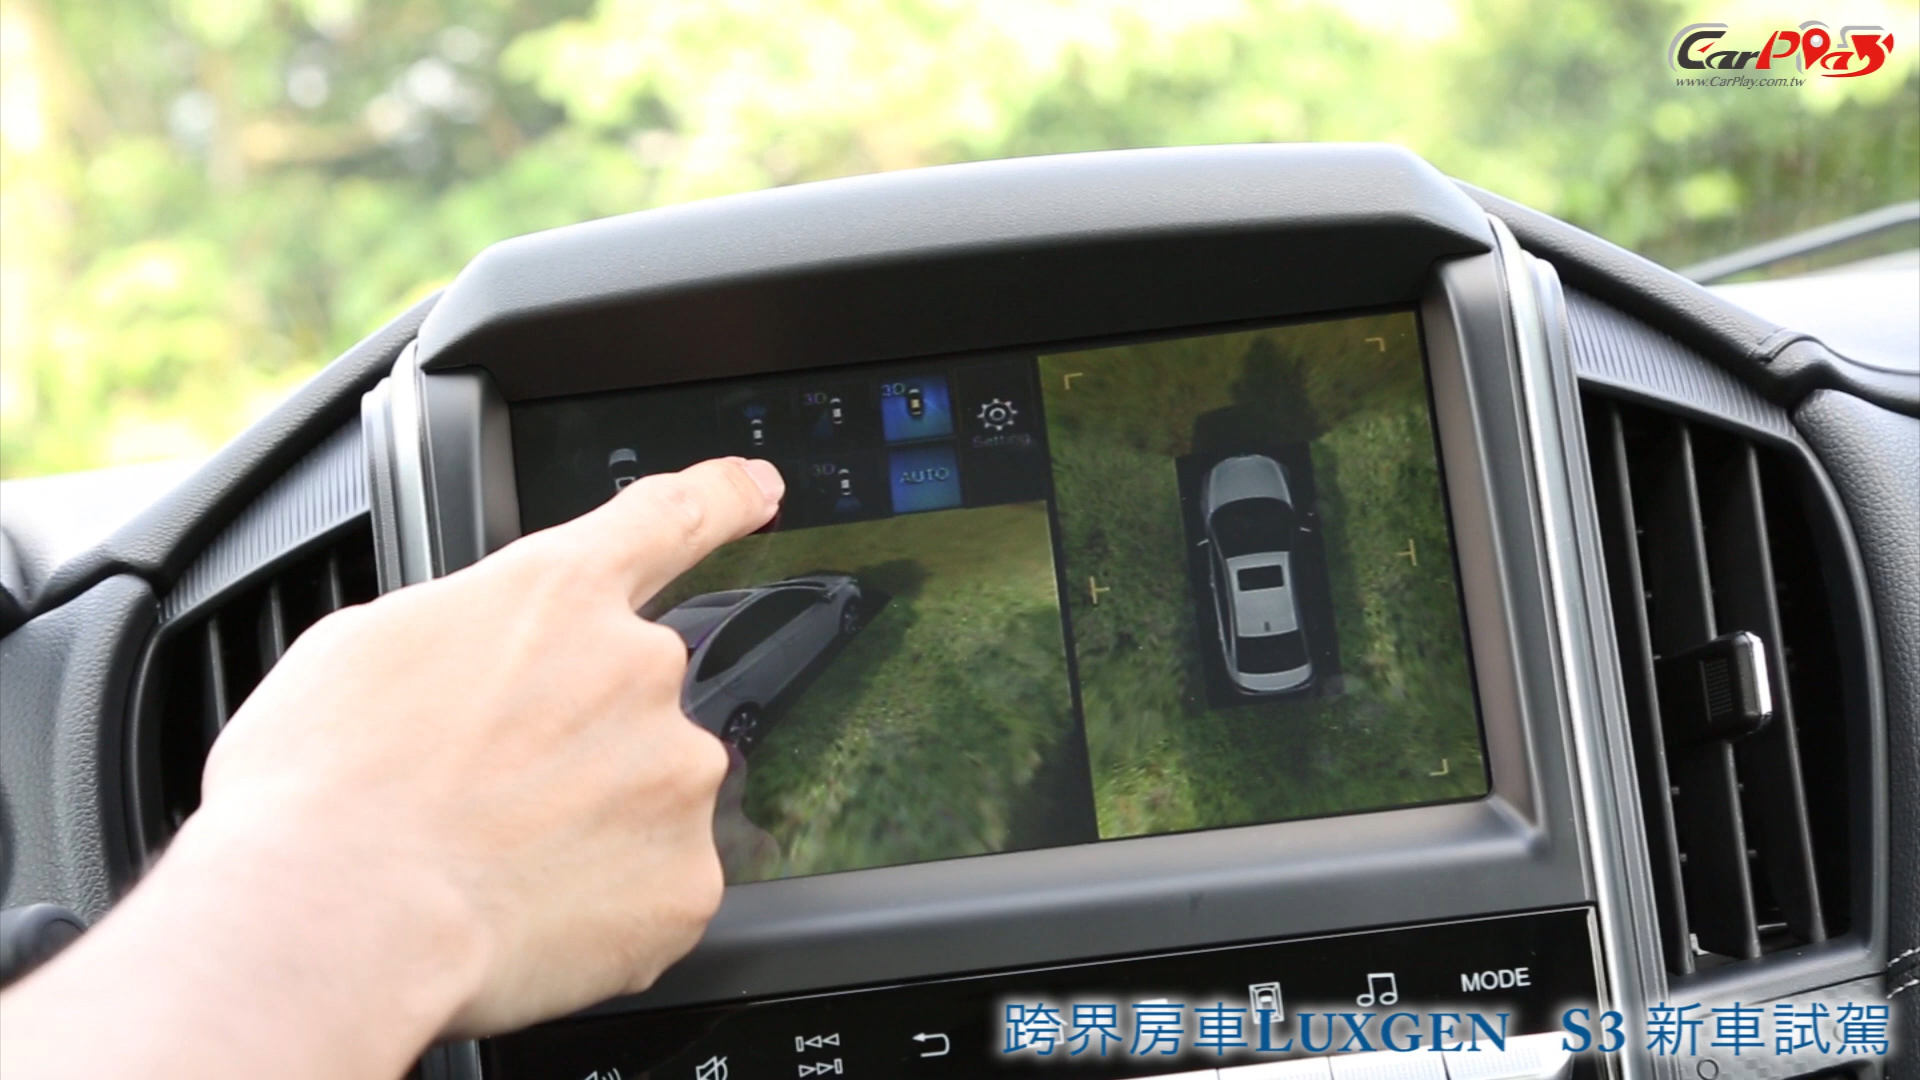 CarPlay
www.CarPlay.com.tw
3D
3D
Setting
3D
AUTO
MODE
跨界房車LUXGEN S3 新車試駕